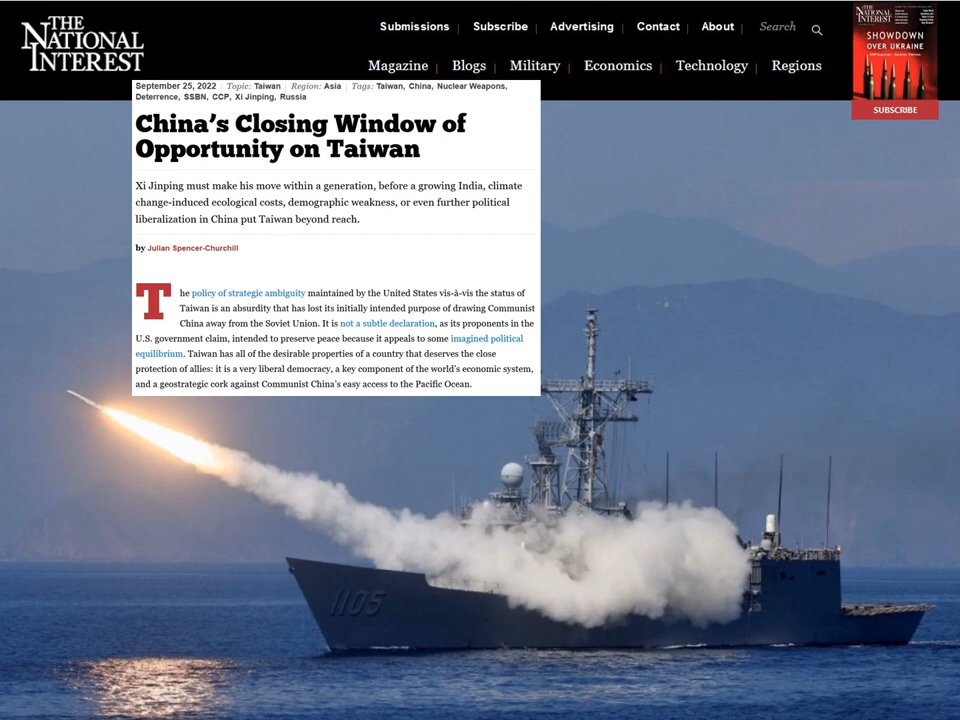 THE
NATIONAL
INTEREST
Submissions | Subscribe | Advertising | Contact | About | Search
Magazine | Blogs | Military | Economics | Technology | Regions
THE
NATIONAL
INTEREST
SHOWDOWN
OVER UKRAINE
SUBSCRIBE
September 25, 2022 | Topic: Taiwan | Region: Asia | Tags: Taiwan, China, Nuclear Weapons,
Deterrence, SSBN, CCP, Xi Jinping, Russia
China’s Closing Window of
Opportunity on Taiwan
Xi Jinping must make his move within a generation, before a growing India, climate
change-induced ecological costs, demographic weakness, or even further political
liberalization in China put Taiwan beyond reach.
by Julian Spencer-Churchill
The policy of strategic ambiguity maintained by the United States vis-à-vis the status of
Taiwan is an absurdity that has lost its initially intended purpose of drawing Communist
China away from the Soviet Union. It is not a subtle declaration, as its proponents in the
U.S. government claim, intended to preserve peace because it appeals to some imagined political
equilibrium. Taiwan has all of the desirable properties of a country that deserves the close
protection of allies: it is a very liberal democracy, a key component of the world’s economic system,
and a geostrategic cork against Communist China’s easy access to the Pacific Ocean.
1105